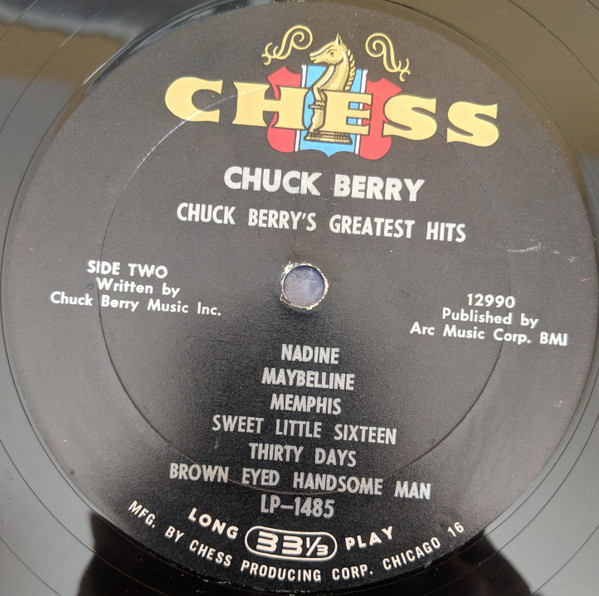 CHESS
CHUCK BERRY
CHUCK BERRY'S GREATEST HITS
SIDE TWO
Written by
Chuck Berry Music Inc.
12990
Published by
Arc Music Corp. BMI
NADINE
MAYBELLINE
MEMPHIS
SWEET LITTLE SIXTEEN
THIRTY DAYS
BROWN EYED HANDSOME MAN
LP-1485
LONG 33⅓ PLAY
MFG. BY CHESS PRODUCING CORP. CHICAGO 16